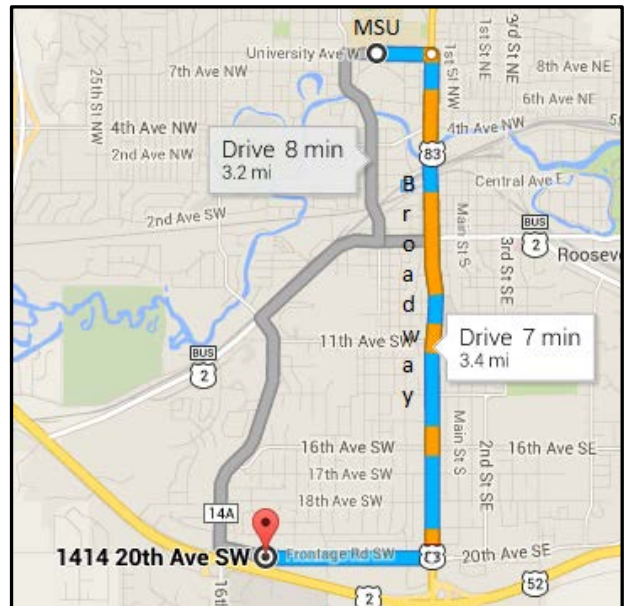 MSU
University Ave W
7th Ave NW
1st St NW
1st St NE
3rd St NE
8th Ave NE
25th St NW
6th Ave NE
4th Ave NW
4th Ave NW
2nd Ave NW
Drive 8 min
3.2 mi
83
Broadway
Central Ave E
2nd Ave SW
Main St S
3rd St SE
BUS
2
Roosev
11th Ave SW
Drive 7 min
3.4 mi
BUS
2
16th Ave SW
Main St S
2nd St SE
16th Ave SE
17th Ave SW
18th Ave SW
14A
1414 20th Ave SW
Frontage Rd SW
20th Ave SE
16th
2
52